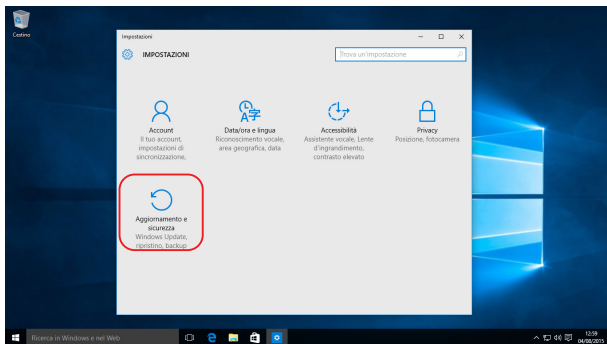 Cestino
Impostazioni
IMPOSTAZIONI
Trova un'impostazione
Account
Il tuo account,
impostazioni di
sincronizzazione,
Data/ora e lingua
Riconoscimento vocale,
area geografica, data
Accessibilità
Assistente vocale, Lente
d'ingrandimento,
contrasto elevato
Privacy
Posizione, fotocamera
Aggiornamento e
sicurezza
Windows Update,
ripristino, backup
Ricerca in Windows e nel Web
12:59
04/08/2015